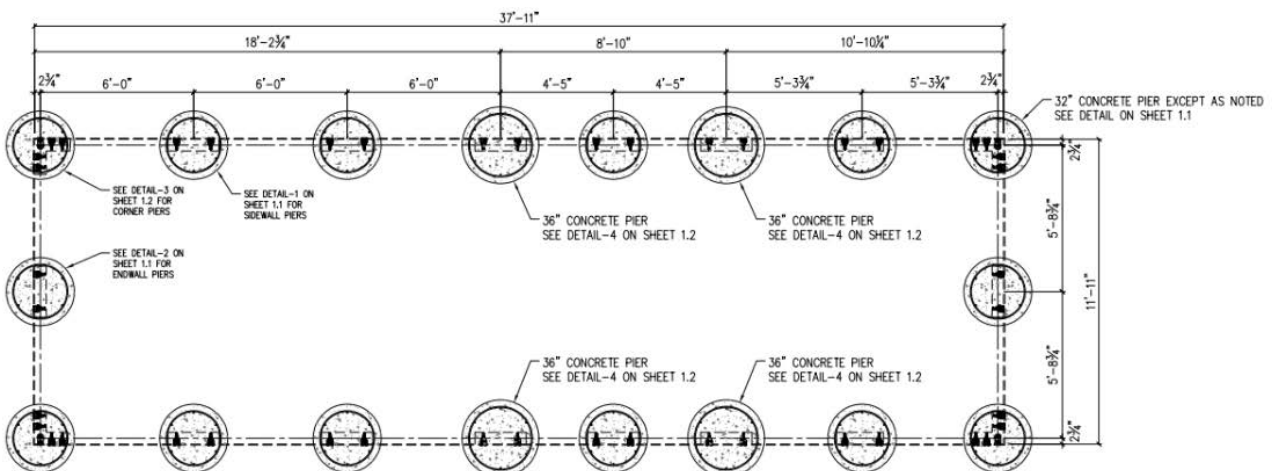 37'-11"
18'-2¾"
8'-10"
10'-10¼"
2¾"
6'-0"
6'-0"
6'-0"
4'-5"
4'-5"
5'-3¾"
5'-3¾"
2¾"
32" CONCRETE PIER EXCEPT AS NOTED
SEE DETAIL ON SHEET 1.1
2¾"
SEE DETAIL-3 ON
SHEET 1.2 FOR
CORNER PIERS
SEE DETAIL-1 ON
SHEET 1.1 FOR
SIDEWALL PIERS
36" CONCRETE PIER
SEE DETAIL-4 ON SHEET 1.2
36" CONCRETE PIER
SEE DETAIL-4 ON SHEET 1.2
5'-8¾"
SEE DETAIL-2 ON
SHEET 1.1 FOR
ENDWALL PIERS
11'-11"
36" CONCRETE PIER
SEE DETAIL-4 ON SHEET 1.2
36" CONCRETE PIER
SEE DETAIL-4 ON SHEET 1.2
5'-8¾"
2¾"